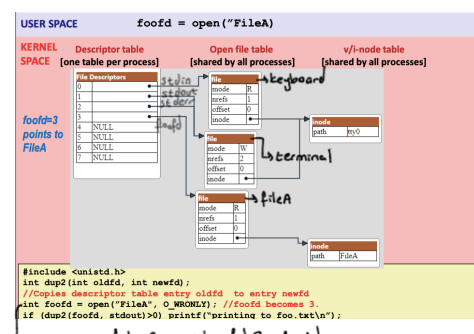 USER SPACE foofd = open("FileA)
KERNEL SPACE
Descriptor table
[one table per process]
Open file table
[shared by all processes]
v/i-node table
[shared by all processes]
foofd=3
points to
FileA
File Descriptors
0
1
2
3
4 NULL
5 NULL
6 NULL
7 NULL
stdin
stdout
stderr
foofd
file
mode R
nrefs 1
offset 0
inode
keyboard
file
mode W
nrefs 2
offset 0
inode
terminal
file
mode R
nrefs 1
offset 0
inode
fileA
inode
path tty0
inode
path FileA
#include <unistd.h>
int dup2(int oldfd, int newfd);
//Copies descriptor table entry oldfd to entry newfd
int foofd = open("FileA", O_WRONLY); //foofd becomes 3.
if (dup2(foofd, stdout)>0) printf("printing to foo.txt\n");